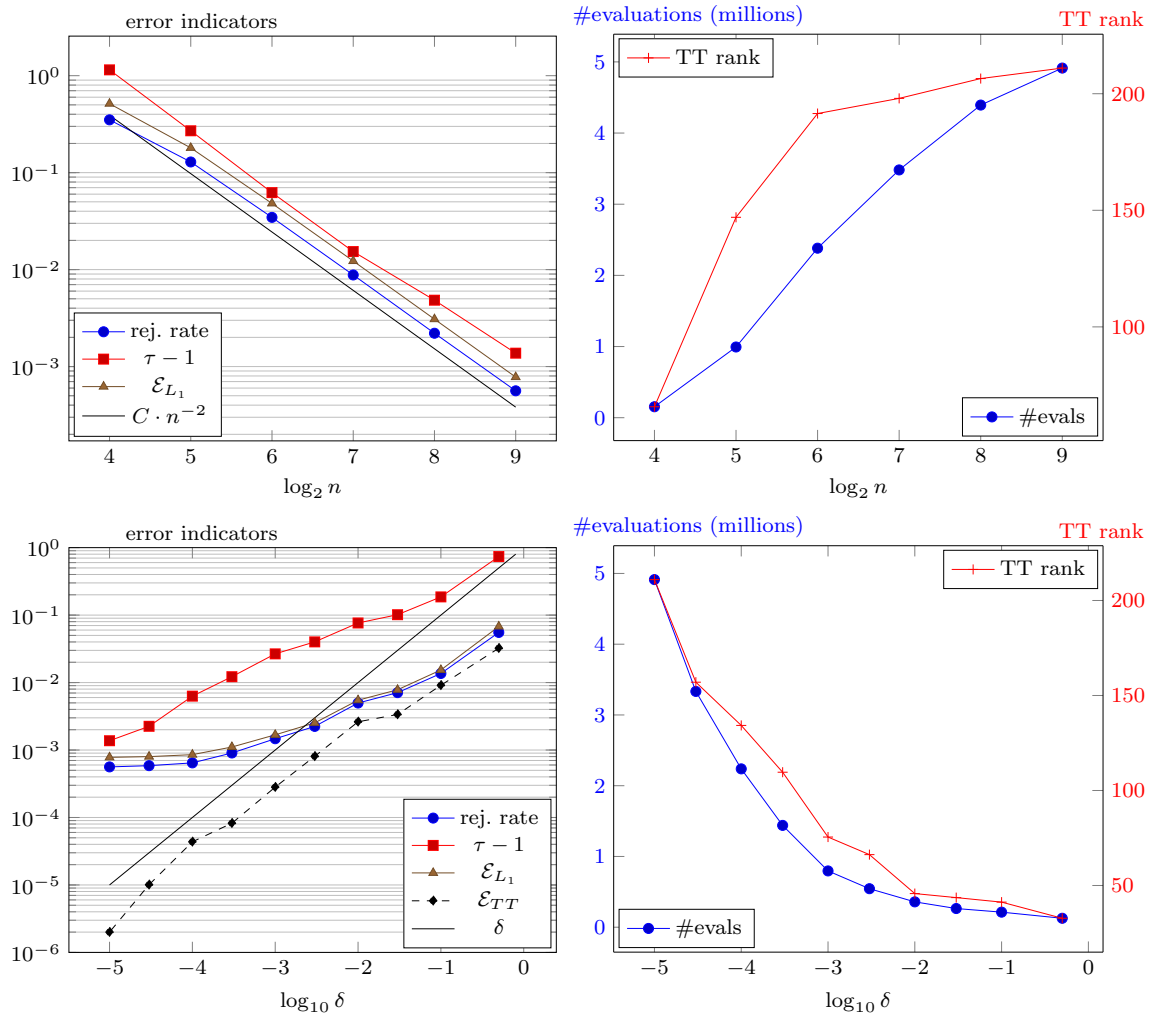 error indicators
10^0
10^{-1}
10^{-2}
10^{-3}
rej. rate
τ − 1
ℰ_{L_1}
C · n^{−2}
4 5 6 7 8 9
log_2 n
#evaluations (millions)
TT rank
TT rank
5
4
3
2
1
0
200
150
100
#evals
4 5 6 7 8 9
log_2 n
error indicators
10^0
10^{-1}
10^{-2}
10^{-3}
10^{-4}
10^{-5}
10^{-6}
rej. rate
τ − 1
ℰ_{L_1}
ℰ_{TT}
δ
−5 −4 −3 −2 −1 0
log_{10} δ
#evaluations (millions)
TT rank
TT rank
5
4
3
2
1
0
200
150
100
50
#evals
−5 −4 −3 −2 −1 0
log_{10} δ